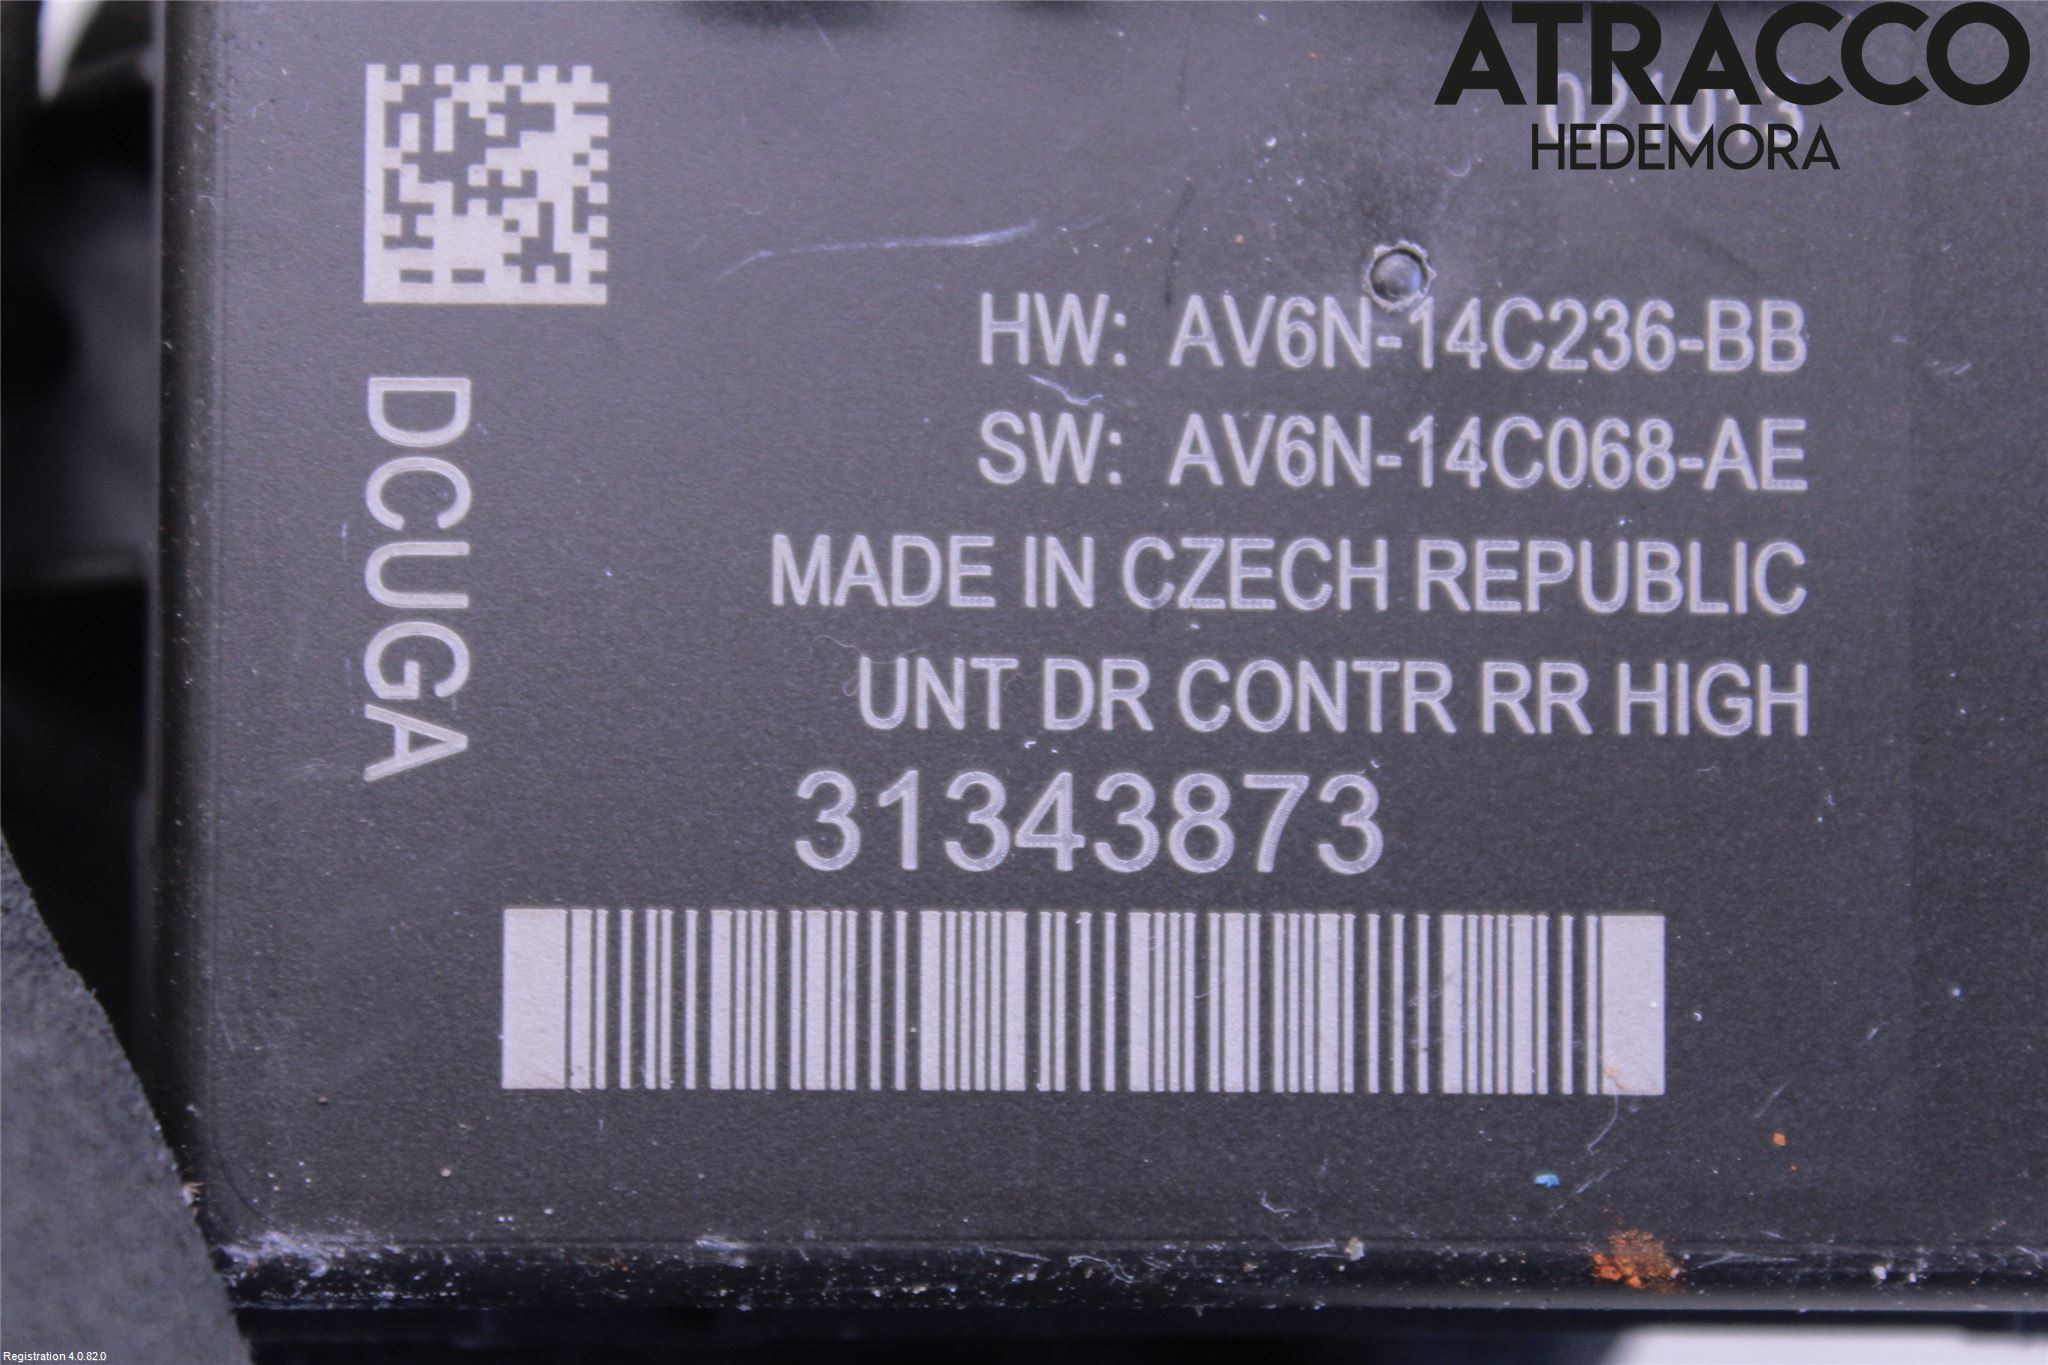 ATRACCO
HEDEMORA
HW: AV6N-14C236-BB
SW: AV6N-14C068-AE
MADE IN CZECH REPUBLIC
UNT DR CONTR RR HIGH
31343873
DCUGA
Registration 4.0.82.0